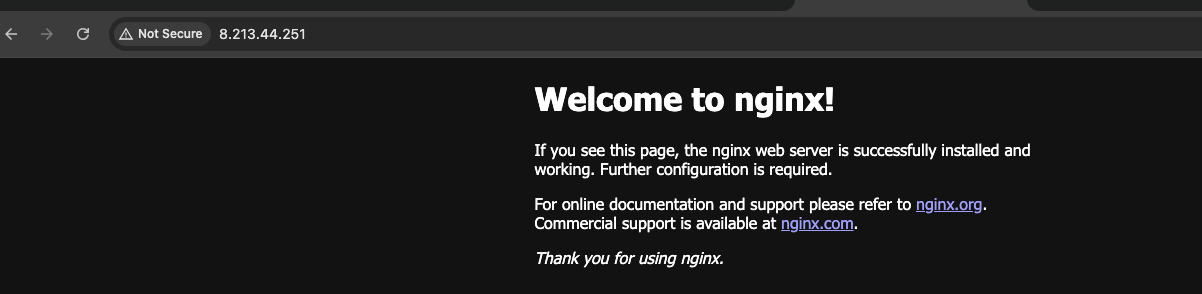 Not Secure 8.213.44.251
Welcome to nginx!
If you see this page, the nginx web server is successfully installed and
working. Further configuration is required.
For online documentation and support please refer to nginx.org.
Commercial support is available at nginx.com.
Thank you for using nginx.